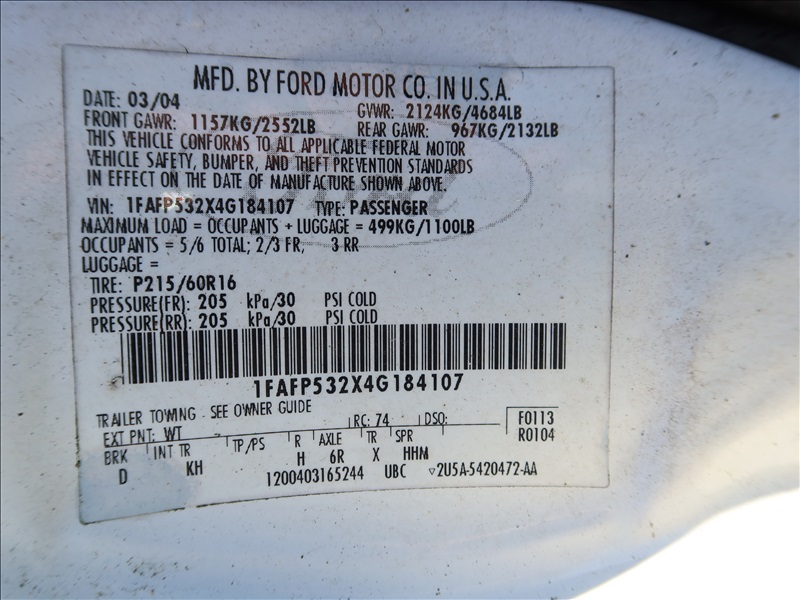 MFD. BY FORD MOTOR CO. IN U.S.A.
DATE: 03/04 GVWR: 2124KG/4684LB
FRONT GAWR: 1157KG/2552LB REAR GAWR: 967KG/2132LB
THIS VEHICLE CONFORMS TO ALL APPLICABLE FEDERAL MOTOR
VEHICLE SAFETY, BUMPER, AND THEFT PREVENTION STANDARDS
IN EFFECT ON THE DATE OF MANUFACTURE SHOWN ABOVE.
VIN: 1FAFP532X4G184107 TYPE: PASSENGER
MAXIMUM LOAD = OCCUPANTS + LUGGAGE = 499KG/1100LB
OCCUPANTS = 5/6 TOTAL; 2/3 FR, 3 RR
LUGGAGE =
TIRE: P215/60R16
PRESSURE(FR): 205 kPa/30 PSI COLD
PRESSURE(RR): 205 kPa/30 PSI COLD
1FAFP532X4G184107
TRAILER TOWING - SEE OWNER GUIDE
EXT PNT: WT RC: 74 DSO: F0113
R0104
BRK INT TR TP/PS R AXLE TR SPR
D KH H 6R X HHM
1200403165244 UBC ▽2U5A-5420472-AA